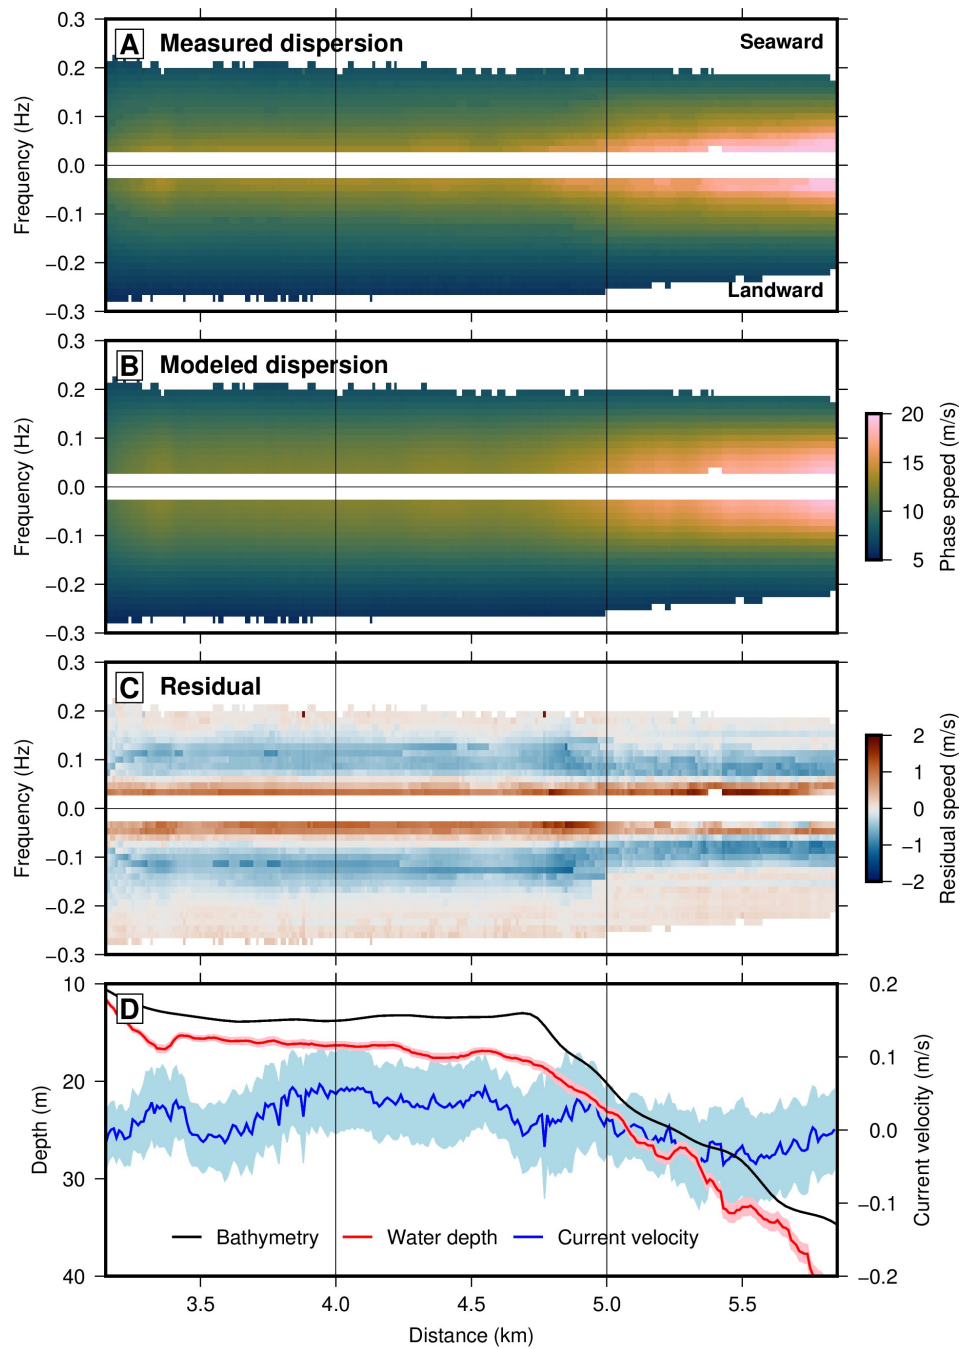 A Measured dispersion Seaward
0.3
0.2
0.1
0.0
−0.1
−0.2
−0.3
Frequency (Hz)
Landward
B Modeled dispersion
0.3
0.2
0.1
0.0
−0.1
−0.2
−0.3
Frequency (Hz)
20
15
10
5
Phase speed (m/s)
C Residual
0.3
0.2
0.1
0.0
−0.1
−0.2
−0.3
Frequency (Hz)
2
1
0
−1
−2
Residual speed (m/s)
D
10
20
30
40
Depth (m)
0.2
0.1
0.0
−0.1
−0.2
Current velocity (m/s)
Bathymetry Water depth Current velocity
3.5 4.0 4.5 5.0 5.5
Distance (km)